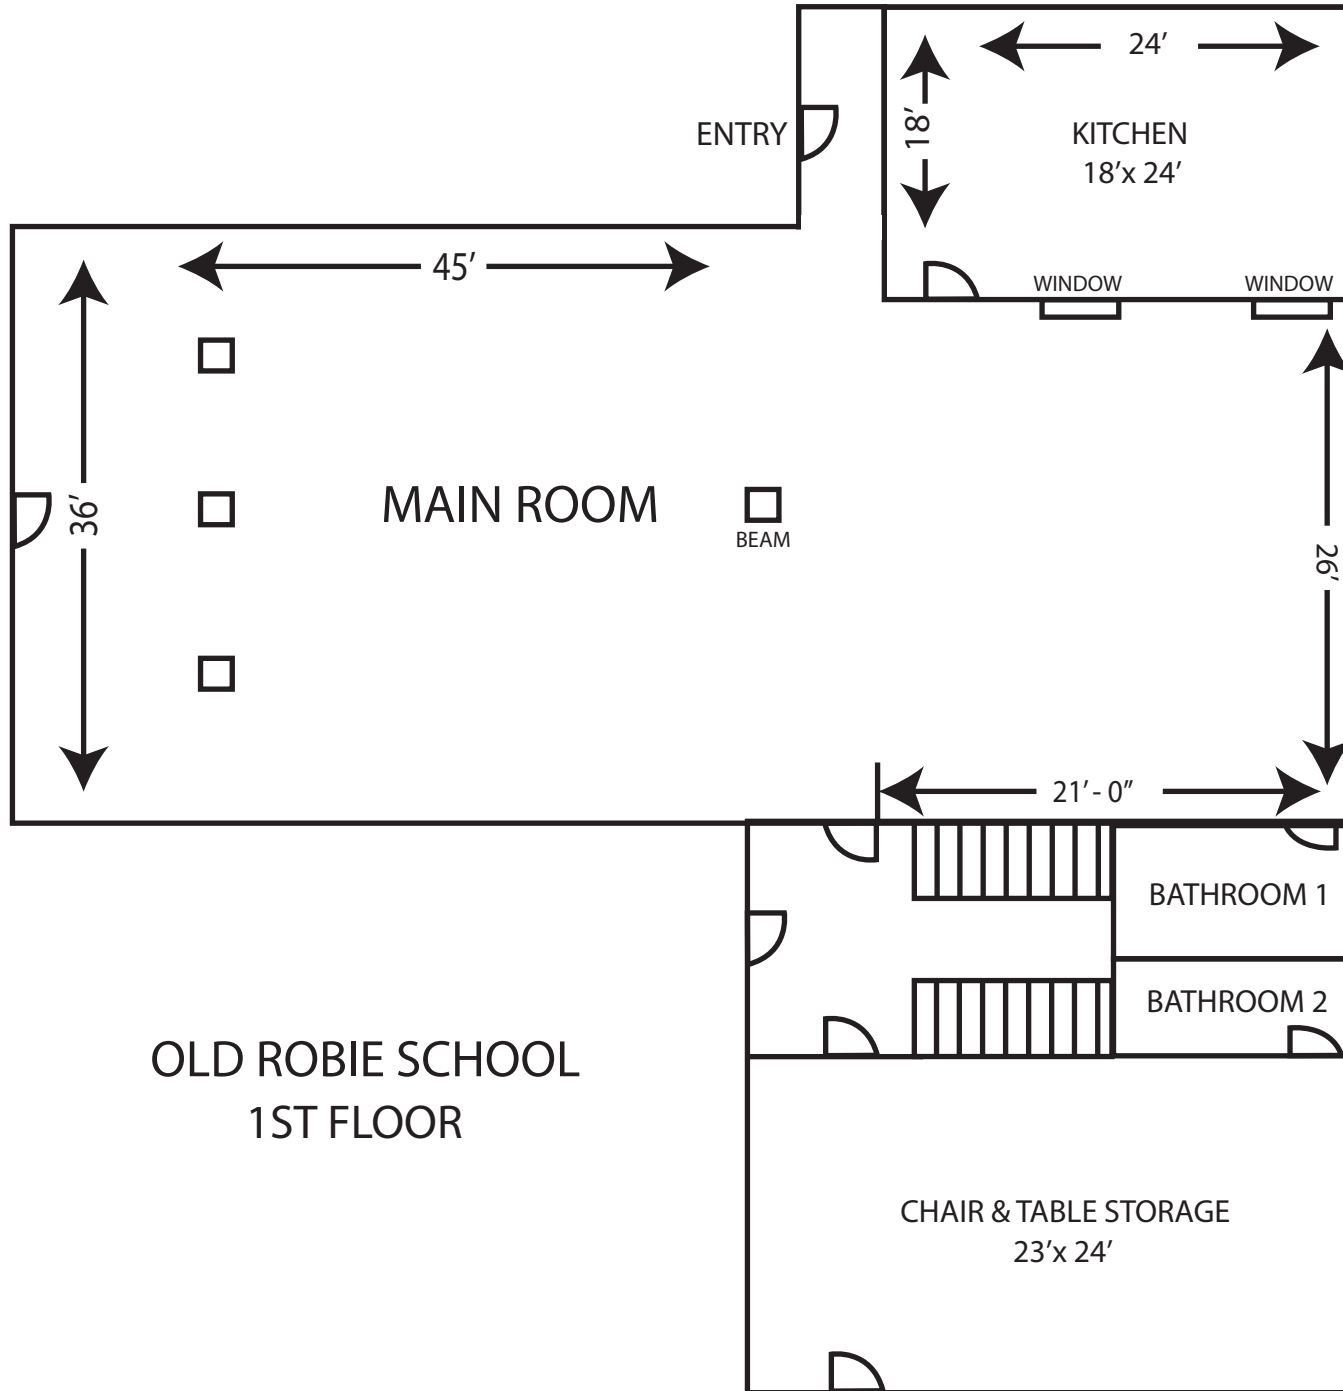 24’
ENTRY
18’
KITCHEN
18’x 24’
45’
WINDOW
WINDOW
36’
MAIN ROOM
BEAM
26’
21’ - 0”
BATHROOM 1
BATHROOM 2
OLD ROBIE SCHOOL
1ST FLOOR
CHAIR & TABLE STORAGE
23’x 24’